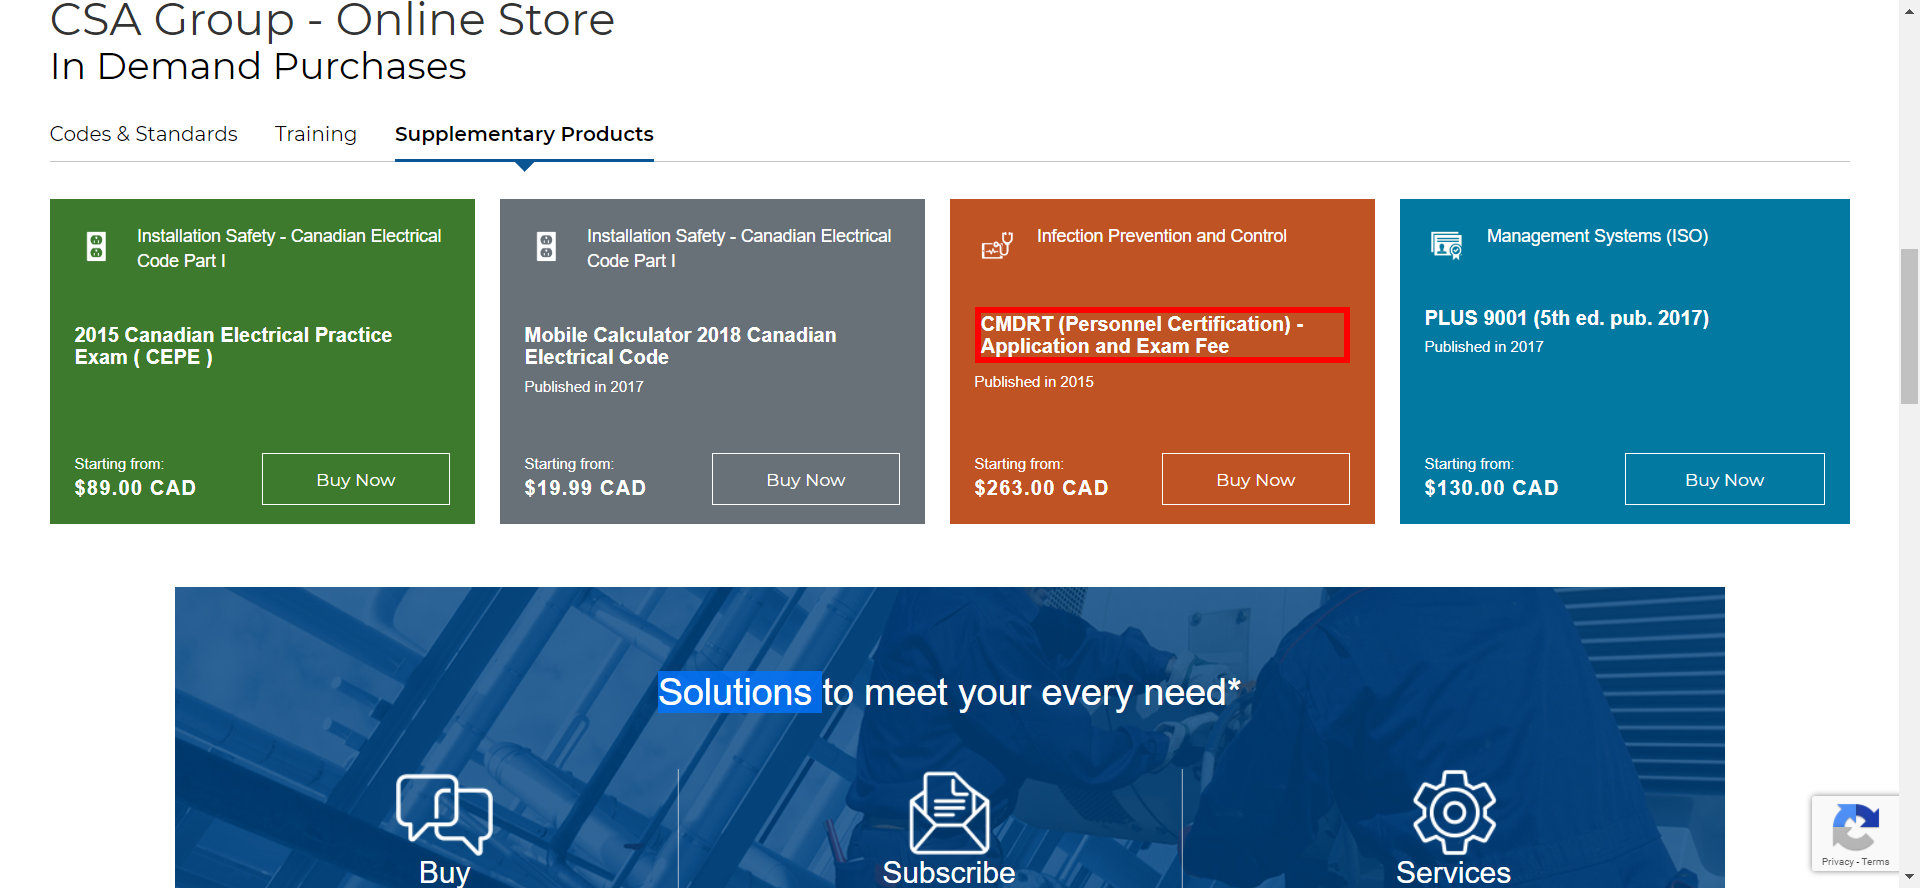 CSA Group - Online Store
In Demand Purchases
Codes & Standards
Training
Supplementary Products
Installation Safety - Canadian Electrical
Code Part I
2015 Canadian Electrical Practice
Exam ( CEPE )
Starting from:
$89.00 CAD
Buy Now
Installation Safety - Canadian Electrical
Code Part I
Mobile Calculator 2018 Canadian
Electrical Code
Published in 2017
Starting from:
$19.99 CAD
Buy Now
Infection Prevention and Control
CMDRT (Personnel Certification) -
Application and Exam Fee
Published in 2015
Starting from:
$263.00 CAD
Buy Now
Management Systems (ISO)
PLUS 9001 (5th ed. pub. 2017)
Published in 2017
Starting from:
$130.00 CAD
Buy Now
Solutions to meet your every need*
Buy
Subscribe
Services
Privacy - Terms